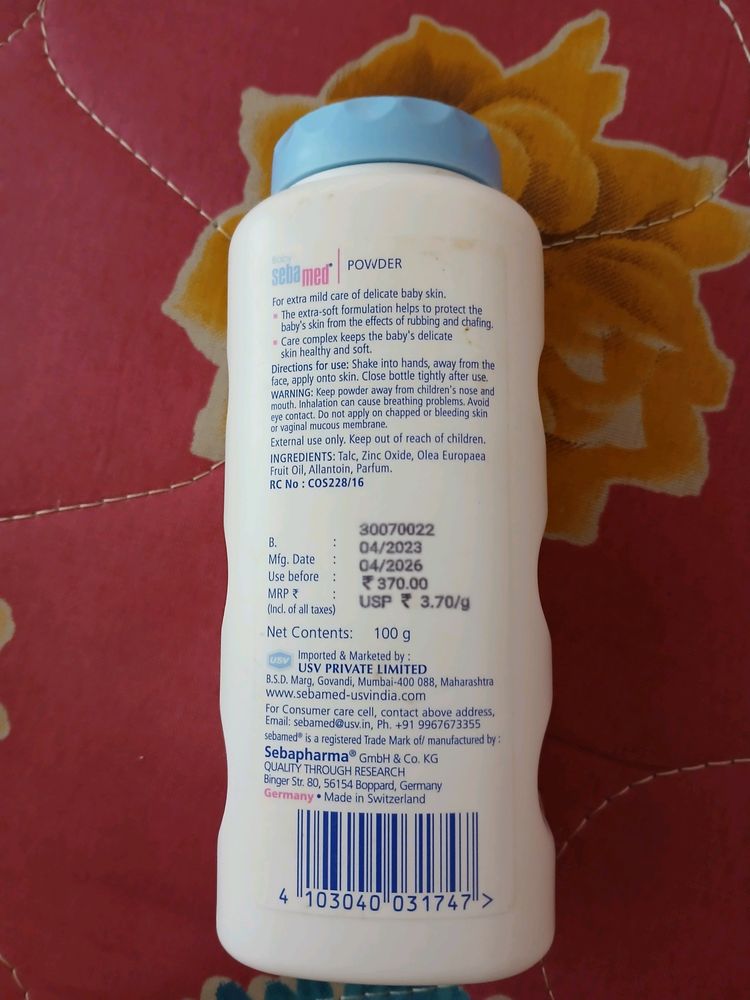 Baby
sebamed® | POWDER
For extra mild care of delicate baby skin.
▪ The extra-soft formulation helps to protect the
baby's skin from the effects of rubbing and chafing.
▪ Care complex keeps the baby's delicate
skin healthy and soft.
Directions for use: Shake into hands, away from the
face, apply onto skin. Close bottle tightly after use.
WARNING: Keep powder away from children's nose and
mouth. Inhalation can cause breathing problems. Avoid
eye contact. Do not apply on chapped or bleeding skin
or vaginal mucous membrane.
External use only. Keep out of reach of children.
INGREDIENTS: Talc, Zinc Oxide, Olea Europaea
Fruit Oil, Allantoin, Parfum.
RC No : COS228/16
B. : 30070022
Mfg. Date : 04/2023
Use before : 04/2026
MRP ₹ : ₹ 370.00
(Incl. of all taxes) USP ₹ 3.70/g
Net Contents: 100 g
USV Imported & Marketed by :
USV PRIVATE LIMITED
B.S.D. Marg, Govandi, Mumbai-400 088, Maharashtra
www.sebamed-usvindia.com
For Consumer care cell, contact above address,
Email: sebamed@usv.in, Ph. +91 9967673355
sebamed® is a registered Trade Mark of/ manufactured by :
Sebapharma® GmbH & Co. KG
QUALITY THROUGH RESEARCH
Binger Str. 80, 56154 Boppard, Germany
Germany • Made in Switzerland
4 103040 031747 >